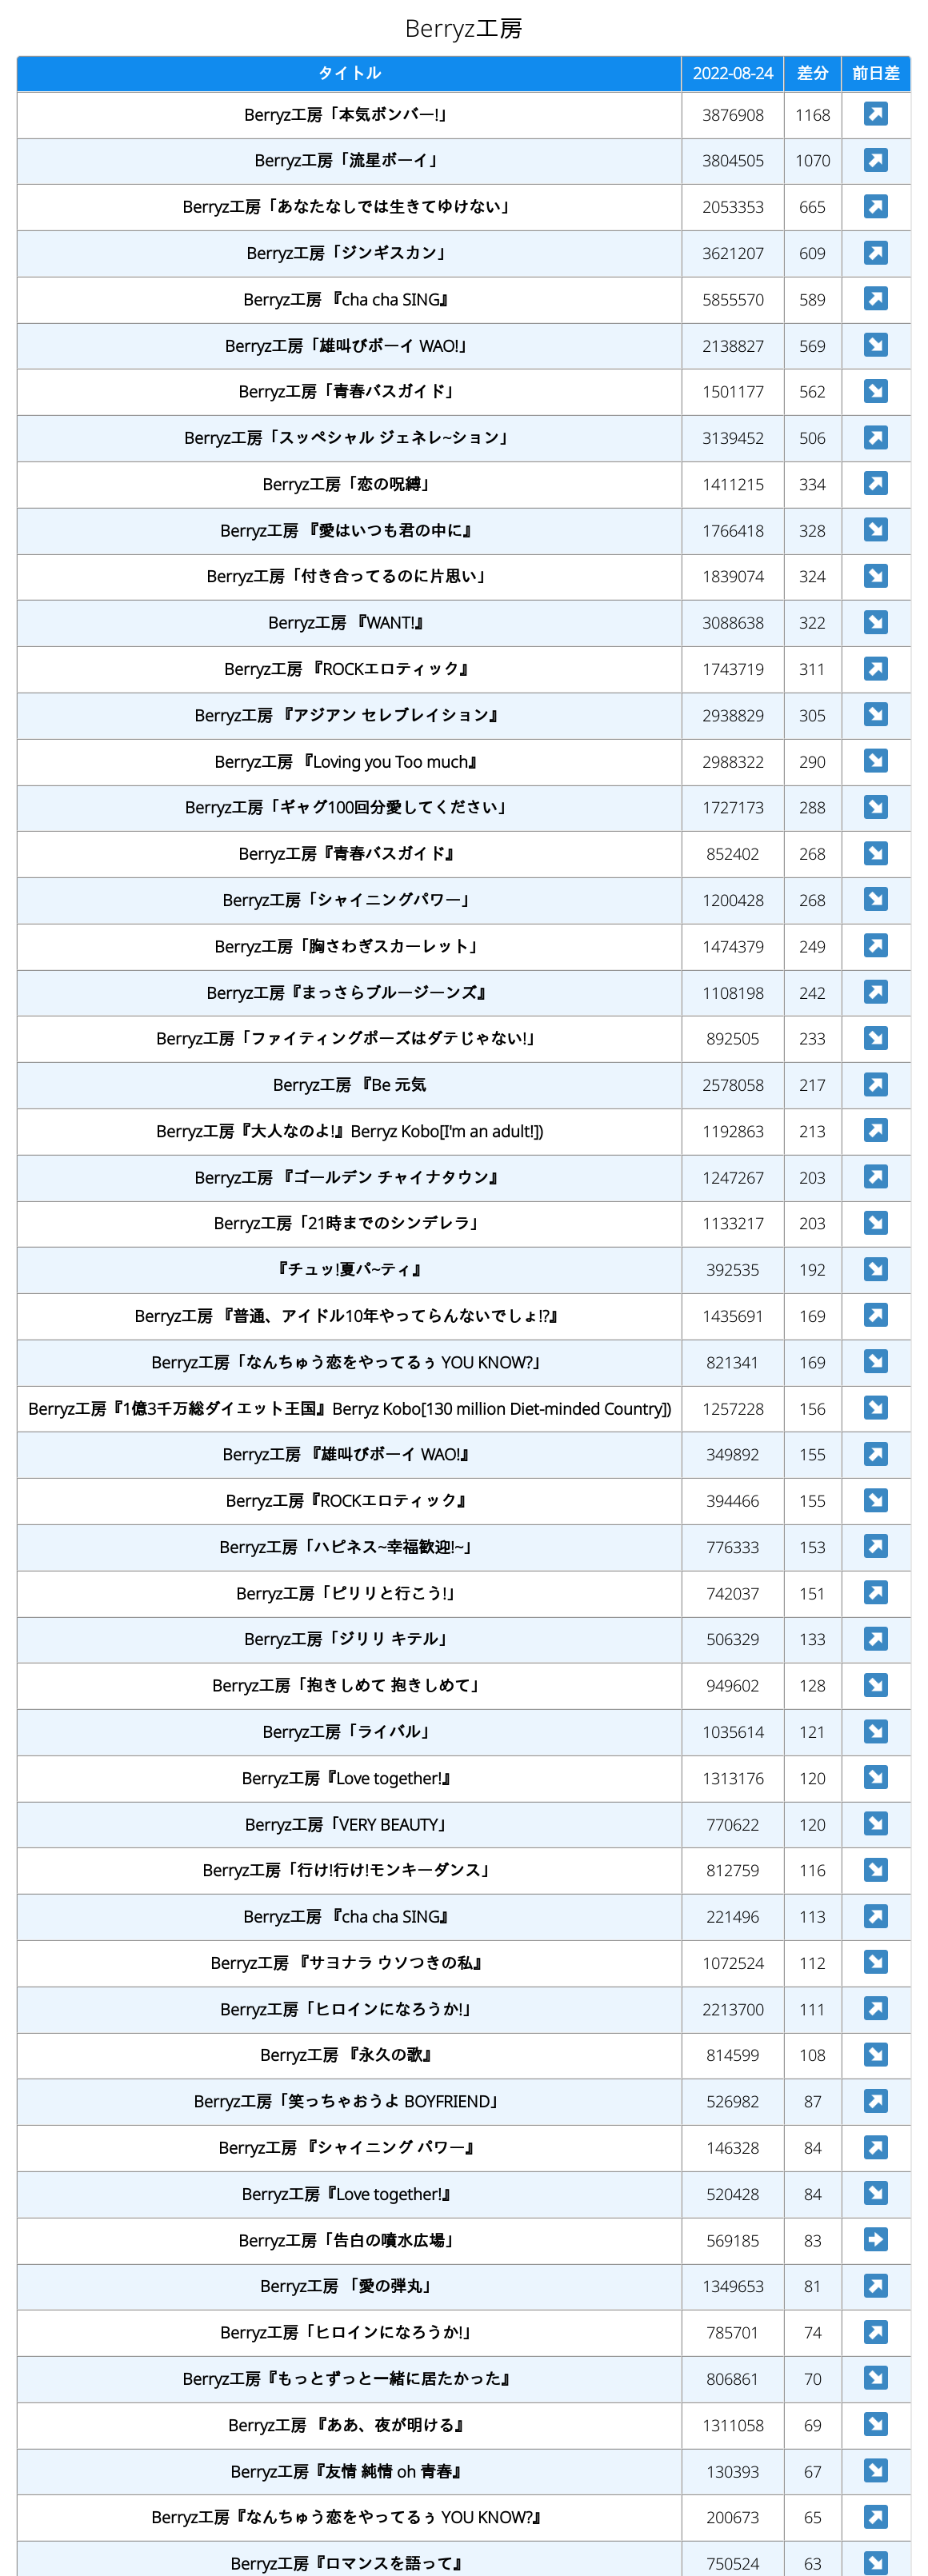 Berryz工房
タイトル 2022-08-24 差分 前日差
Berryz工房「本気ボンバー!」 3876908 1168 ↗
Berryz工房「流星ボーイ」 3804505 1070 ↗
Berryz工房「あなたなしでは生きてゆけない」 2053353 665 ↗
Berryz工房「ジンギスカン」 3621207 609 ↗
Berryz工房 『cha cha SING』 5855570 589 ↗
Berryz工房「雄叫びボーイ WAO!」 2138827 569 ↘
Berryz工房「青春バスガイド」 1501177 562 ↘
Berryz工房「スッペシャル ジェネレ~ション」 3139452 506 ↗
Berryz工房「恋の呪縛」 1411215 334 ↗
Berryz工房 『愛はいつも君の中に』 1766418 328 ↘
Berryz工房「付き合ってるのに片思い」 1839074 324 ↘
Berryz工房 『WANT!』 3088638 322 ↘
Berryz工房 『ROCKエロティック』 1743719 311 ↗
Berryz工房 『アジアン セレブレイション』 2938829 305 ↘
Berryz工房 『Loving you Too much』 2988322 290 ↘
Berryz工房「ギャグ100回分愛してください」 1727173 288 ↘
Berryz工房『青春バスガイド』 852402 268 ↘
Berryz工房「シャイニングパワー」 1200428 268 ↘
Berryz工房「胸さわぎスカーレット」 1474379 249 ↗
Berryz工房『まっさらブルージーンズ』 1108198 242 ↗
Berryz工房「ファイティングポーズはダテじゃない!」 892505 233 ↘
Berryz工房 『Be 元気 2578058 217 ↗
Berryz工房『大人なのよ!』Berryz Kobo[I'm an adult!]) 1192863 213 ↗
Berryz工房 『ゴールデン チャイナタウン』 1247267 203 ↗
Berryz工房「21時までのシンデレラ」 1133217 203 ↘
『チュッ!夏パ~ティ』 392535 192 ↘
Berryz工房 『普通、アイドル10年やってらんないでしょ!?』 1435691 169 ↗
Berryz工房「なんちゅう恋をやってるぅ YOU KNOW?」 821341 169 ↘
Berryz工房『1億3千万総ダイエット王国』Berryz Kobo[130 million Diet-minded Country]) 1257228 156 ↘
Berryz工房 『雄叫びボーイ WAO!』 349892 155 ↗
Berryz工房『ROCKエロティック』 394466 155 ↘
Berryz工房「ハピネス~幸福歓迎!~」 776333 153 ↗
Berryz工房「ピリリと行こう!」 742037 151 ↗
Berryz工房「ジリリ キテル」 506329 133 ↗
Berryz工房「抱きしめて 抱きしめて」 949602 128 ↘
Berryz工房「ライバル」 1035614 121 ↘
Berryz工房『Love together!』 1313176 120 ↘
Berryz工房「VERY BEAUTY」 770622 120 ↘
Berryz工房「行け!行け!モンキーダンス」 812759 116 ↘
Berryz工房 『cha cha SING』 221496 113 ↗
Berryz工房 『サヨナラ ウソつきの私』 1072524 112 ↘
Berryz工房「ヒロインになろうか!」 2213700 111 ↗
Berryz工房 『永久の歌』 814599 108 ↘
Berryz工房「笑っちゃおうよ BOYFRIEND」 526982 87 ↗
Berryz工房 『シャイニング パワー』 146328 84 ↗
Berryz工房『Love together!』 520428 84 ↘
Berryz工房「告白の噴水広場」 569185 83 →
Berryz工房 「愛の弾丸」 1349653 81 ↗
Berryz工房「ヒロインになろうか!」 785701 74 ↗
Berryz工房『もっとずっと一緒に居たかった』 806861 70 ↘
Berryz工房 『ああ、夜が明ける』 1311058 69 ↘
Berryz工房『友情 純情 oh 青春』 130393 67 ↘
Berryz工房『なんちゅう恋をやってるぅ YOU KNOW?』 200673 65 ↗
Berryz工房『ロマンスを語って』 750524 63 ↘